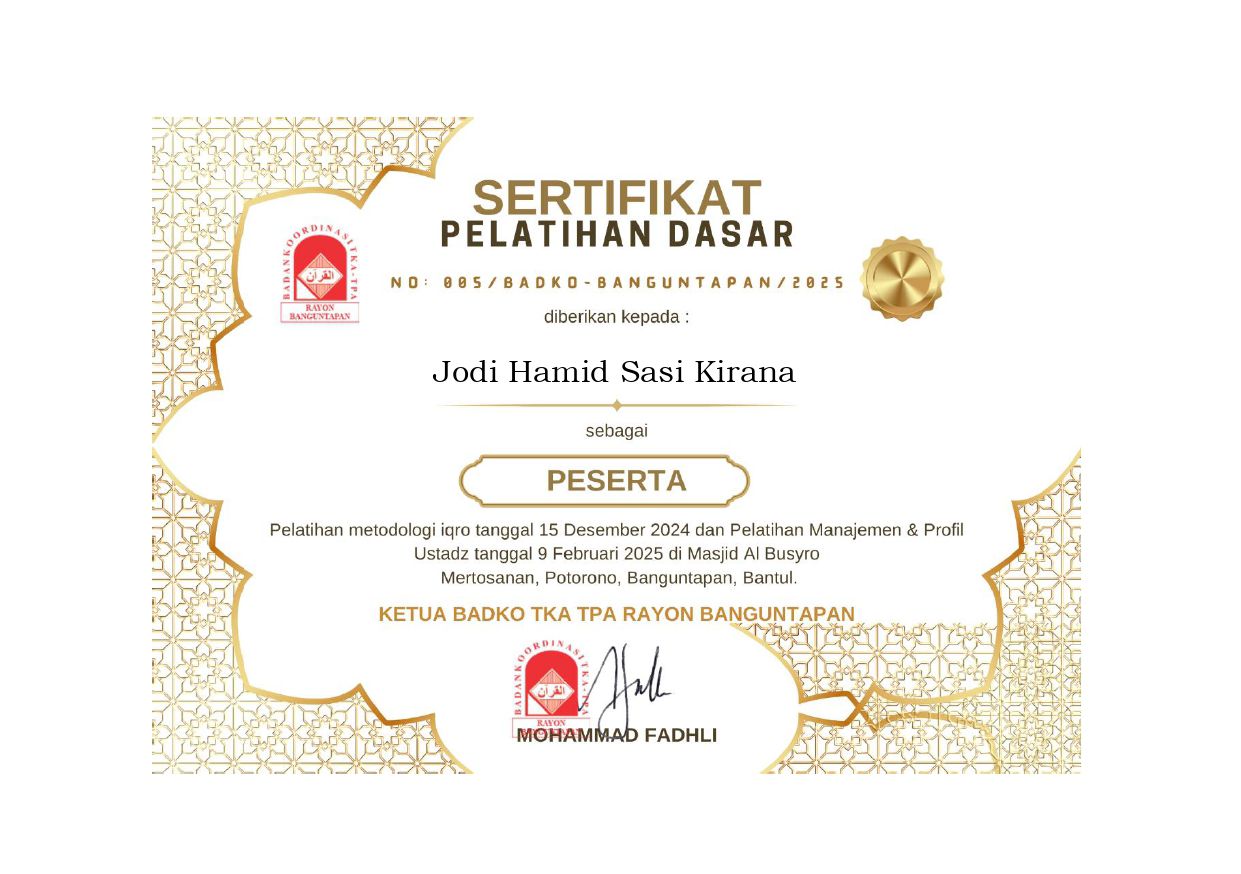 SERTIFIKAT
PELATIHAN DASAR
BADAN KOORDINASI TKA-TPA
القرآن
RAYON
BANGUNTAPAN
NO: 005/BADKO-BANGUNTAPAN/2025
diberikan kepada :
Jodi Hamid Sasi Kirana
sebagai
PESERTA
Pelatihan metodologi iqro tanggal 15 Desember 2024 dan Pelatihan Manajemen & Profil
Ustadz tanggal 9 Februari 2025 di Masjid Al Busyro
Mertosanan, Potorono, Banguntapan, Bantul.
KETUA BADKO TKA TPA RAYON BANGUNTAPAN
BADAN KOORDINASI TKA-TPA
القرآن
RAYON
BANGUNTAPAN
MOHAMMAD FADHLI